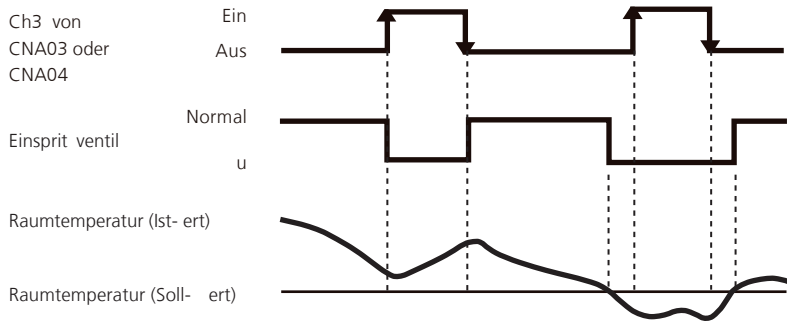 Ch3 von
CNA03 oder
CNA04
Ein
Aus
Normal
Einsprit ventil
u
Raumtemperatur (Ist- ert)
Raumtemperatur (Soll- ert)